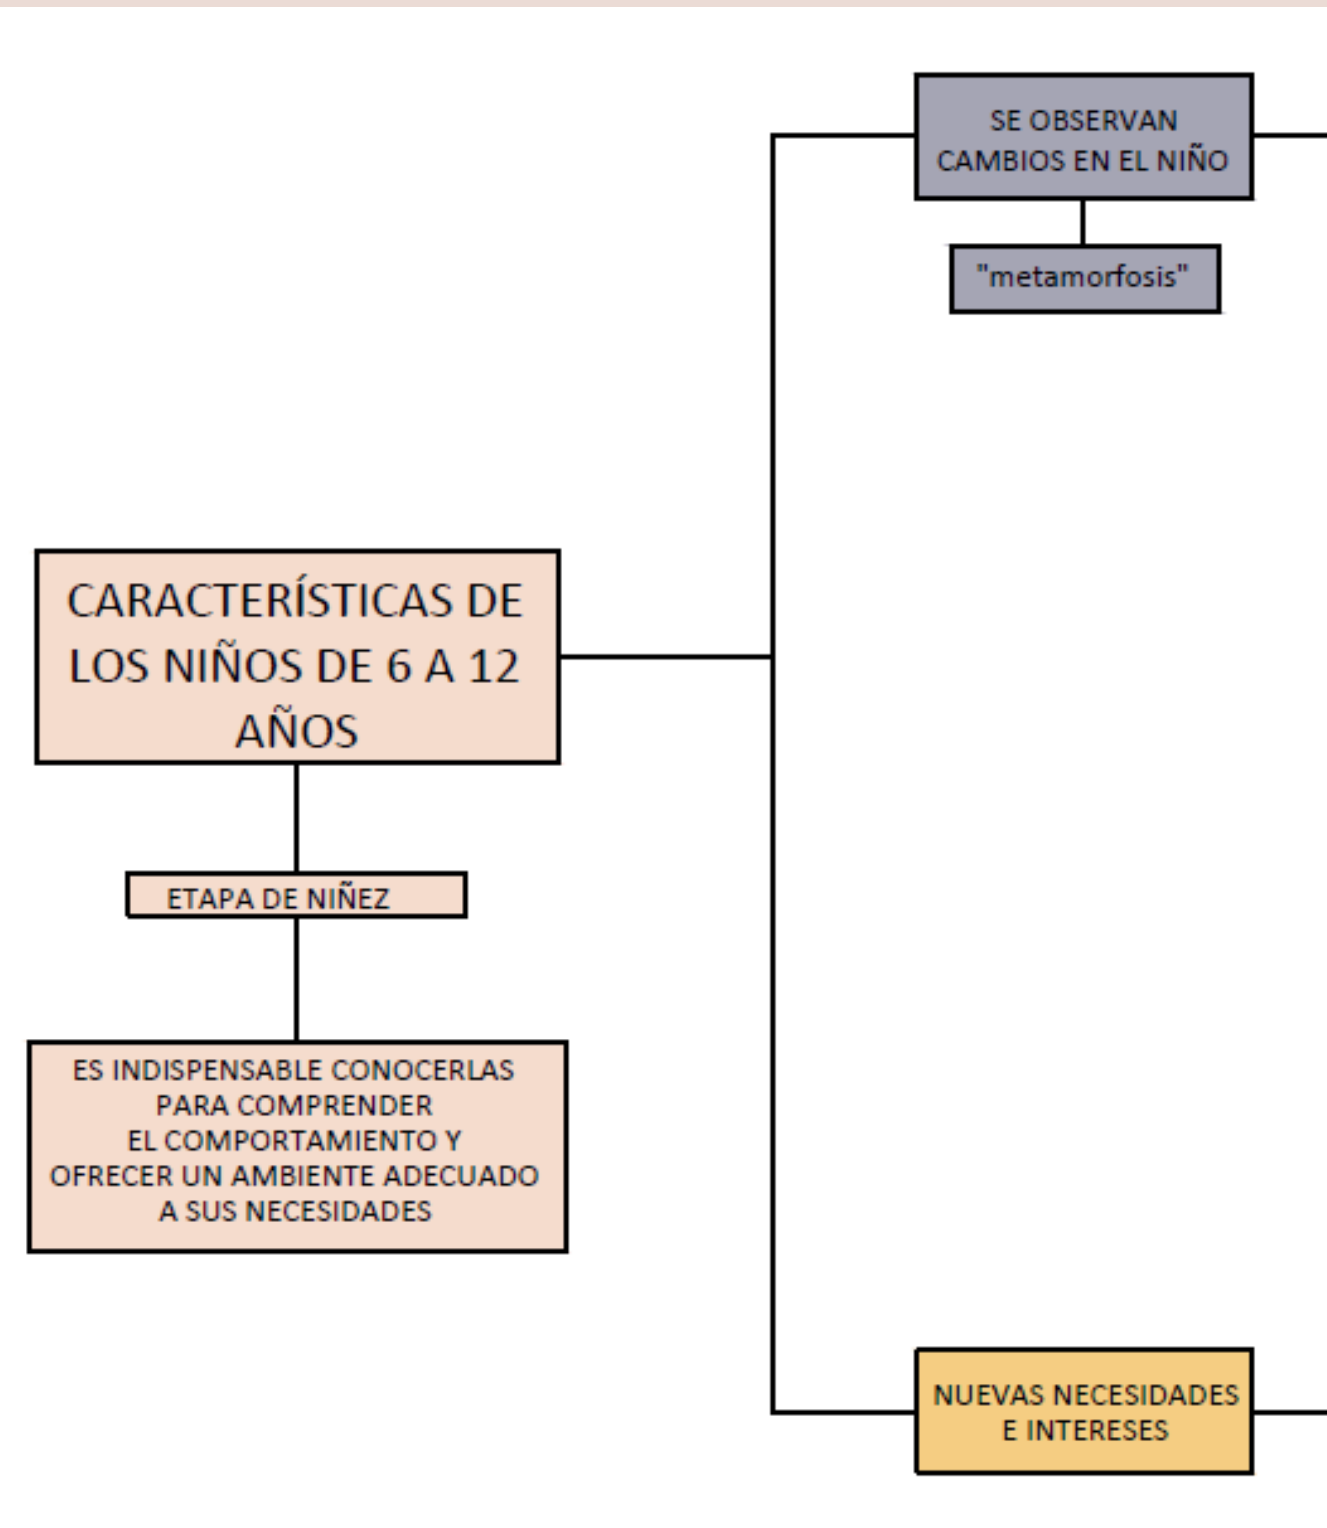 SE OBSERVAN
CAMBIOS EN EL NIÑO
"metamorfosis"
CARACTERÍSTICAS DE
LOS NIÑOS DE 6 A 12
AÑOS
ETAPA DE NIÑEZ
ES INDISPENSABLE CONOCERLAS
PARA COMPRENDER
EL COMPORTAMIENTO Y
OFRECER UN AMBIENTE ADECUADO
A SUS NECESIDADES
NUEVAS NECESIDADES
E INTERESES